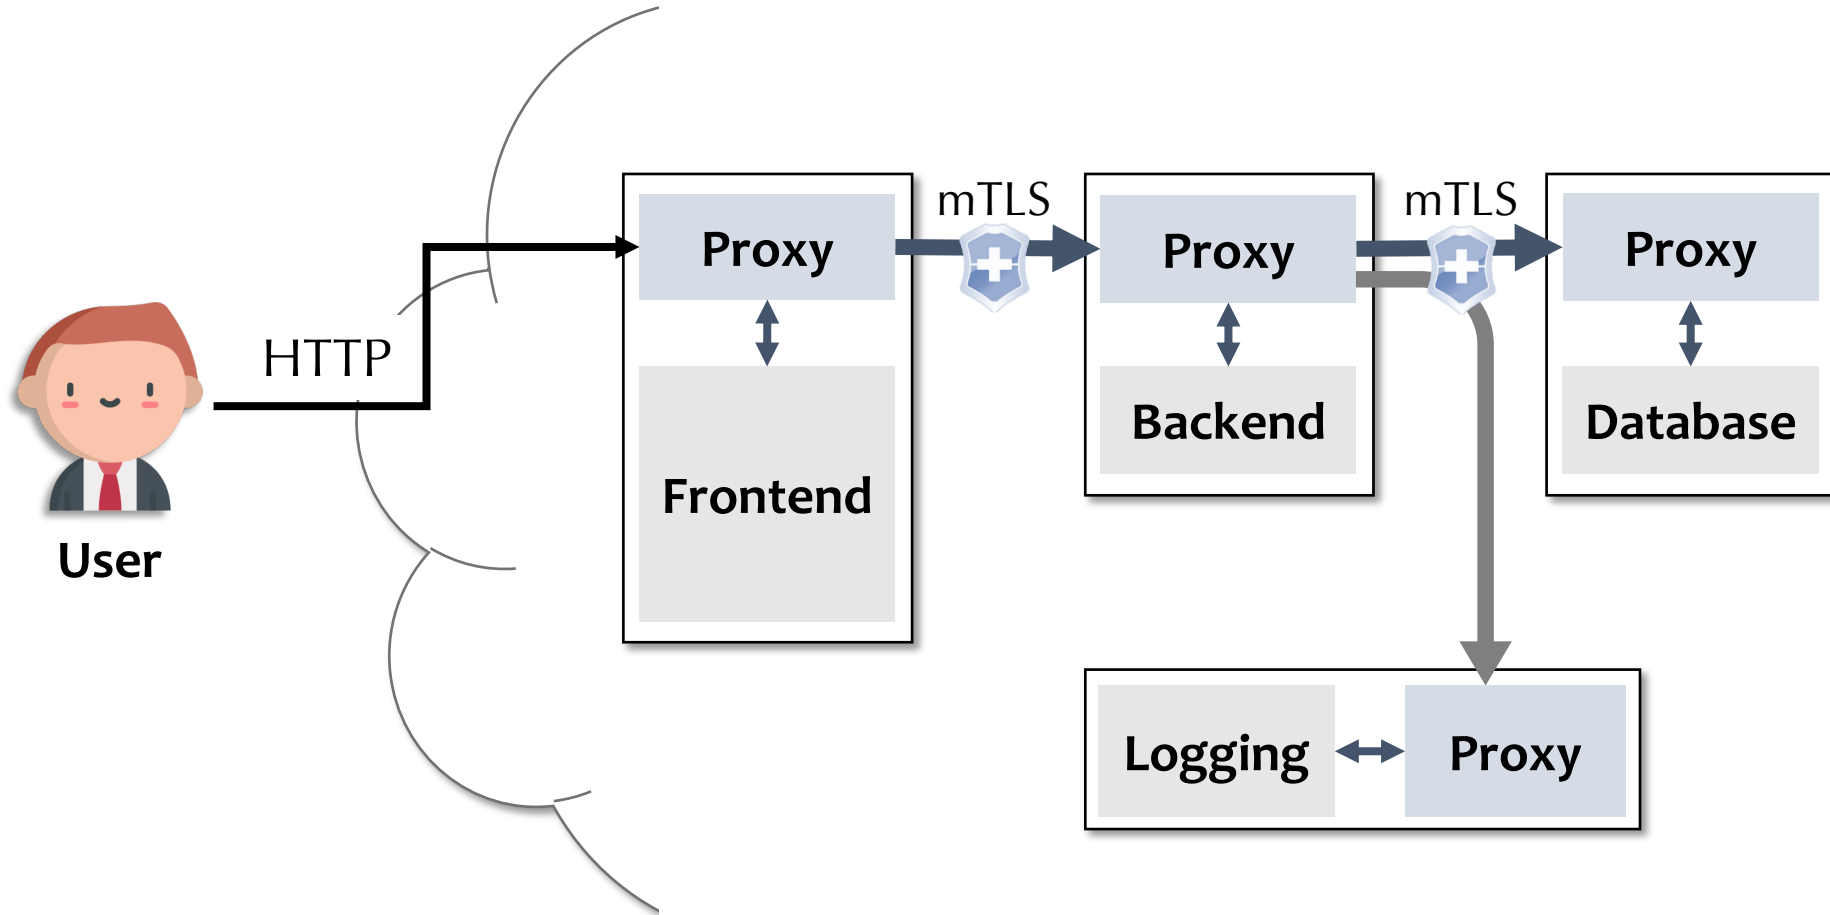 User
HTTP
Proxy
Frontend
mTLS
Proxy
Backend
mTLS
Proxy
Database
Logging
Proxy